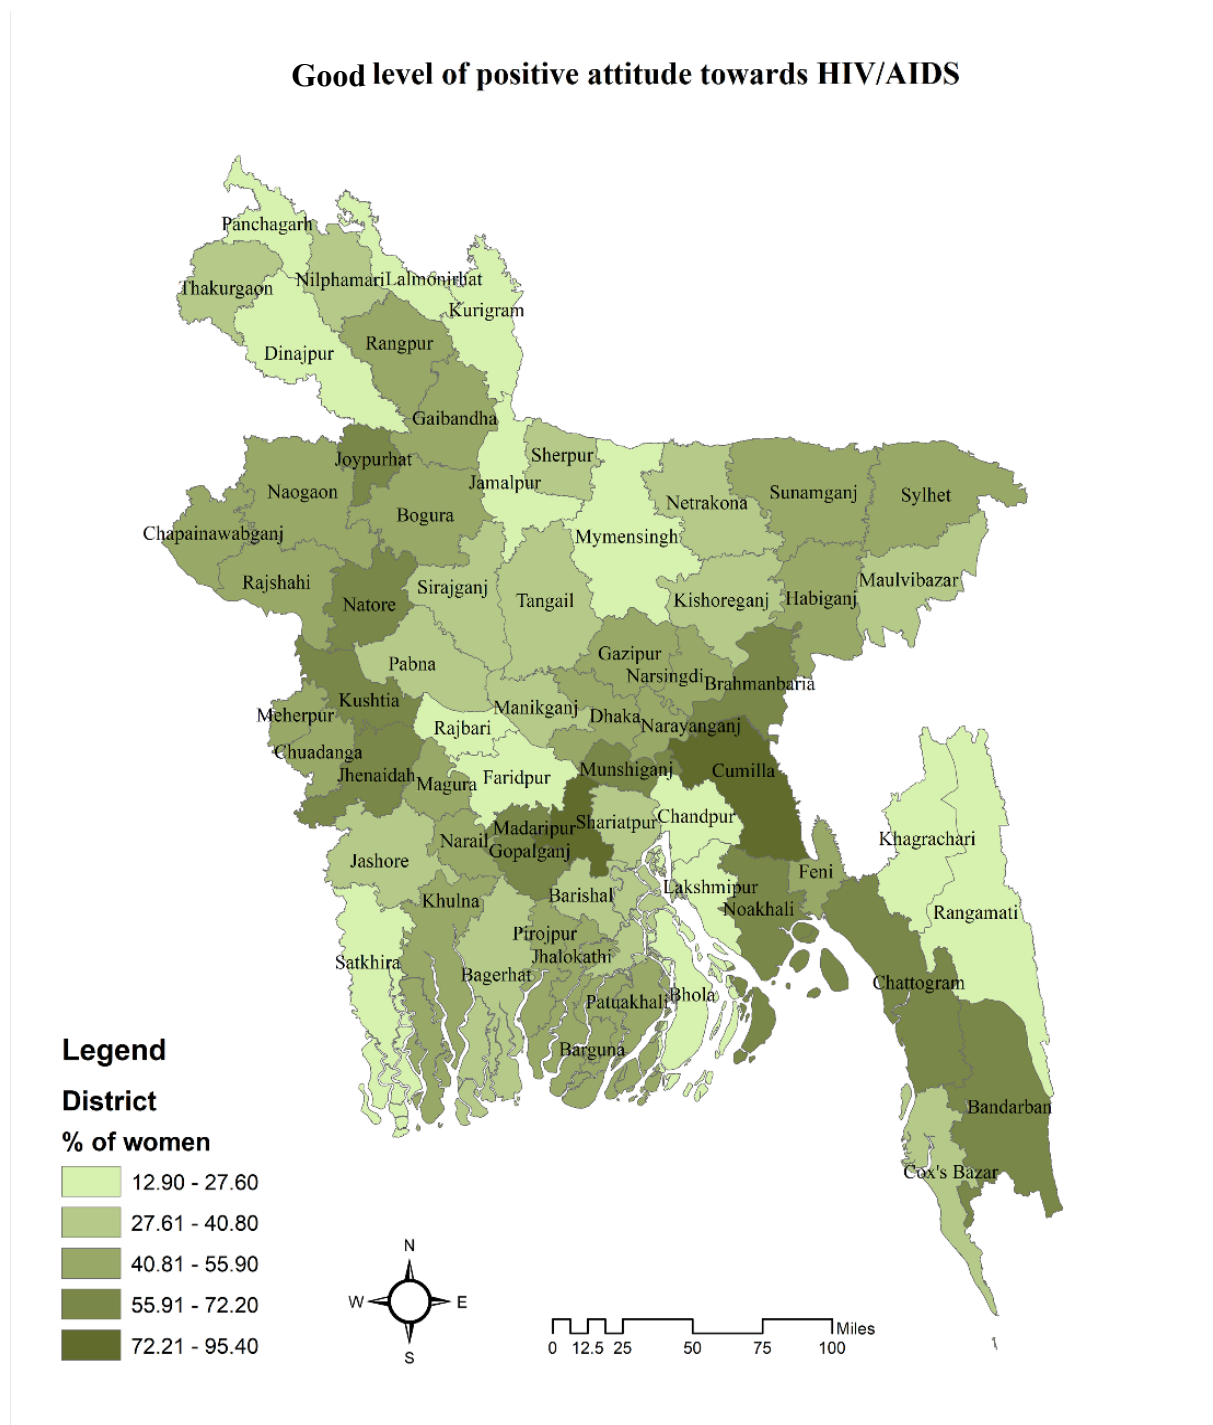 Good level of positive attitude towards HIV/AIDS
Panchagarh
Thakurgaon
Nilphamari
Lalmonirhat
Kurigram
Dinajpur
Rangpur
Gaibandha
Joypurhat
Sherpur
Jamalpur
Naogaon
Bogura
Netrakona
Sunamganj
Sylhet
Chapainawabganj
Mymensingh
Rajshahi
Natore
Sirajganj
Tangail
Kishoreganj
Habiganj
Maulvibazar
Pabna
Gazipur
Narsingdi
Brahmanbaria
Kushtia
Meherpur
Rajbari
Manikganj
Dhaka
Narayanganj
Chuadanga
Jhenaidah
Magura
Faridpur
Munshiganj
Cumilla
Madaripur
Shariatpur
Chandpur
Khagrachari
Narail
Gopalganj
Jashore
Feni
Khulna
Barishal
Lakshmipur
Noakhali
Rangamati
Pirojpur
Jhalokathi
Satkhira
Bagerhat
Patuakhali
Bhola
Chattogram
Barguna
Bandarban
Cox's Bazar
Legend
District
% of women
12.90 - 27.60
27.61 - 40.80
40.81 - 55.90
55.91 - 72.20
72.21 - 95.40
N
W
E
S
Miles
0 12.5 25 50 75 100